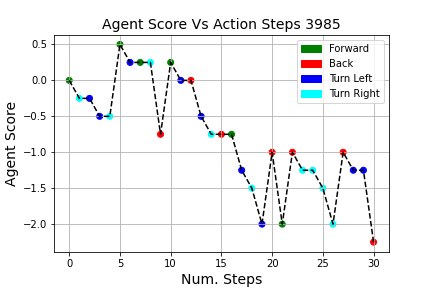 Agent Score Vs Action Steps 3985
Agent Score
0.5
0.0
−0.5
−1.0
−1.5
−2.0
Forward
Back
Turn Left
Turn Right
0
5
10
15
20
25
30
Num. Steps